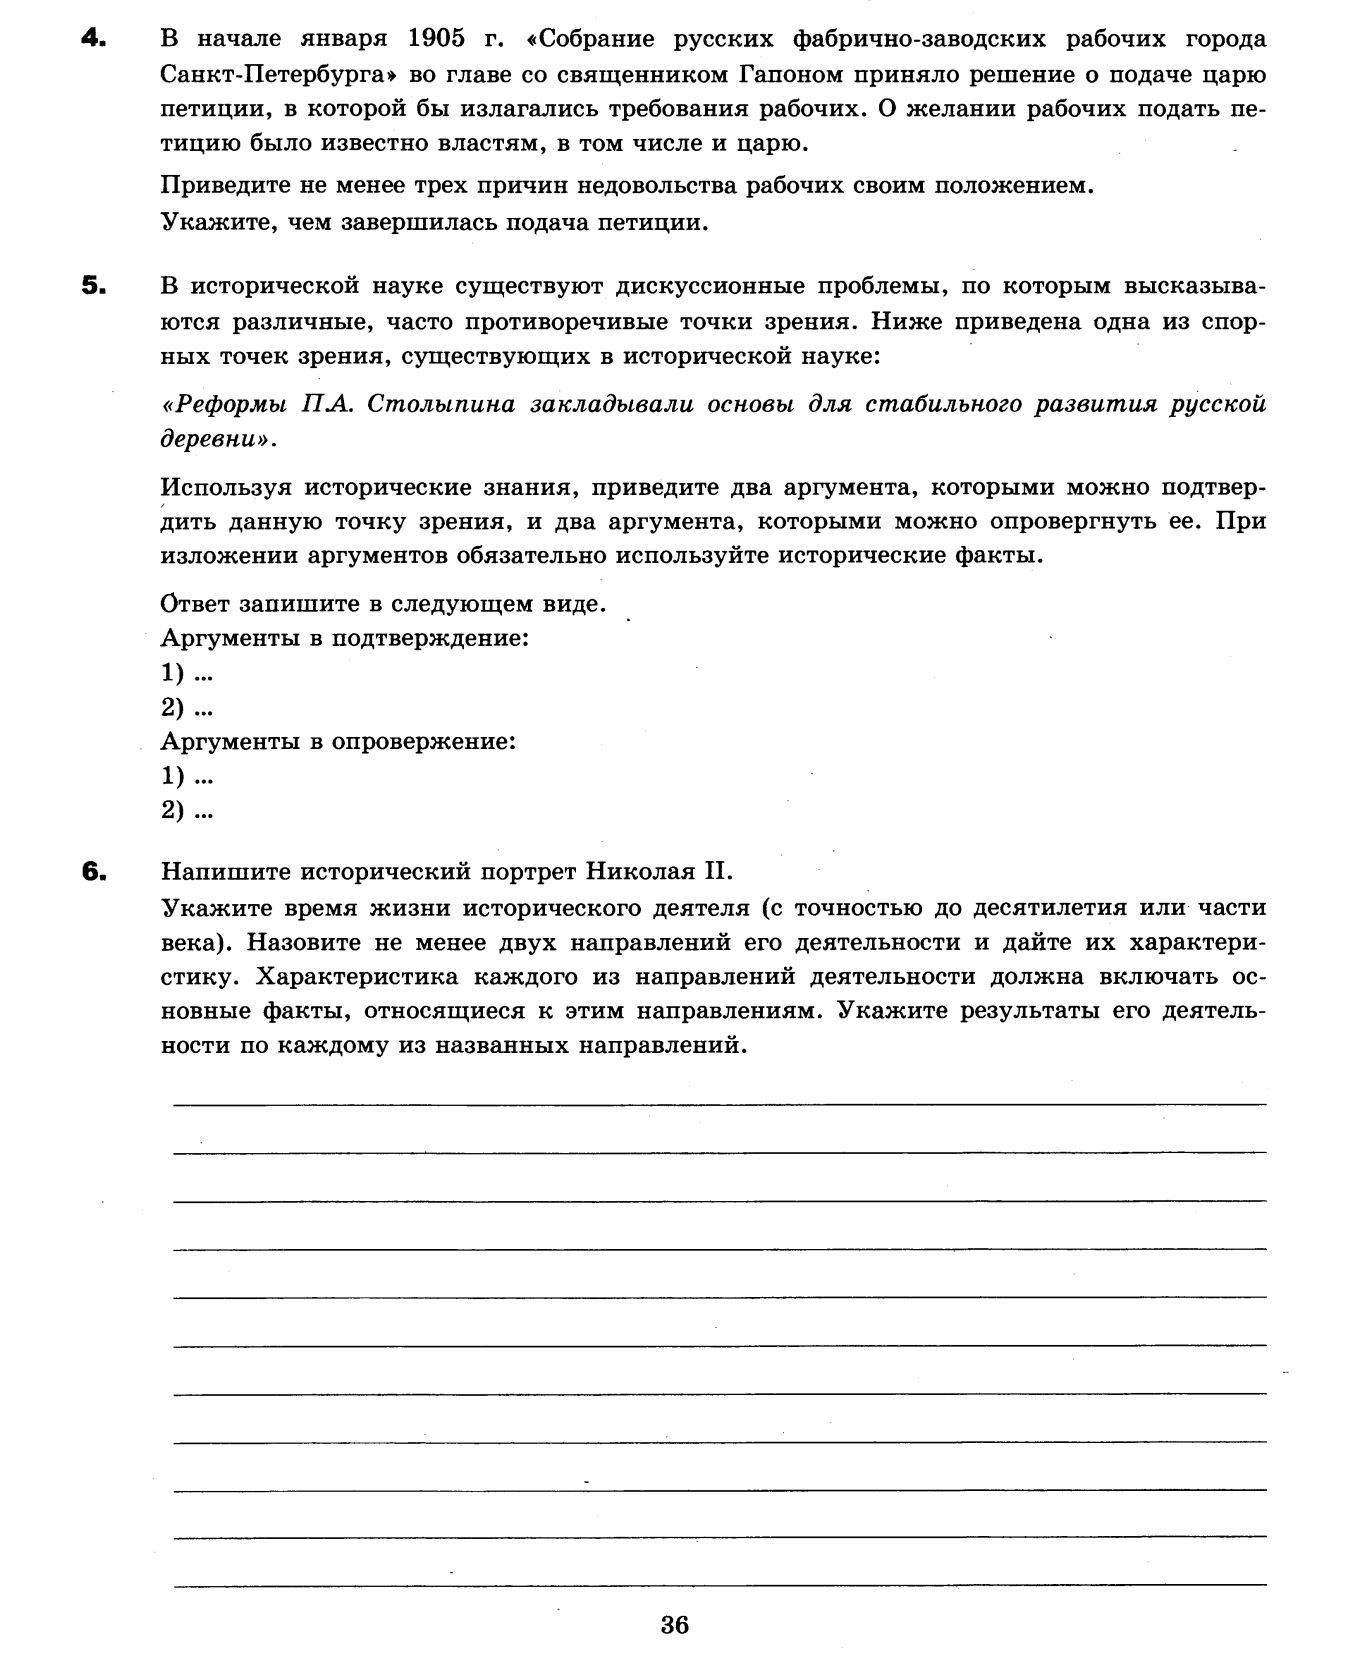 4. В начале января 1905 г. «Собрание русских фабрично-заводских рабочих города
Санкт-Петербурга» во главе со священником Гапоном приняло решение о подаче царю
петиции, в которой бы излагались требования рабочих. О желании рабочих подать пе-
тицию было известно властям, в том числе и царю.
Приведите не менее трех причин недовольства рабочих своим положением.
Укажите, чем завершилась подача петиции.
5. В исторической науке существуют дискуссионные проблемы, по которым высказыва-
ются различные, часто противоречивые точки зрения. Ниже приведена одна из спор-
ных точек зрения, существующих в исторической науке:
«Реформы П.А. Столыпина закладывали основы для стабильного развития русской
деревни».
Используя исторические знания, приведите два аргумента, которыми можно подтвер-
дить данную точку зрения, и два аргумента, которыми можно опровергнуть ее. При
изложении аргументов обязательно используйте исторические факты.
Ответ запишите в следующем виде.
Аргументы в подтверждение:
1) ...
2) ...
Аргументы в опровержение:
1) ...
2) ...
6. Напишите исторический портрет Николая II.
Укажите время жизни исторического деятеля (с точностью до десятилетия или части
века). Назовите не менее двух направлений его деятельности и дайте их характери-
стику. Характеристика каждого из направлений деятельности должна включать ос-
новные факты, относящиеся к этим направлениям. Укажите результаты его деятель-
ности по каждому из названных направлений.
36